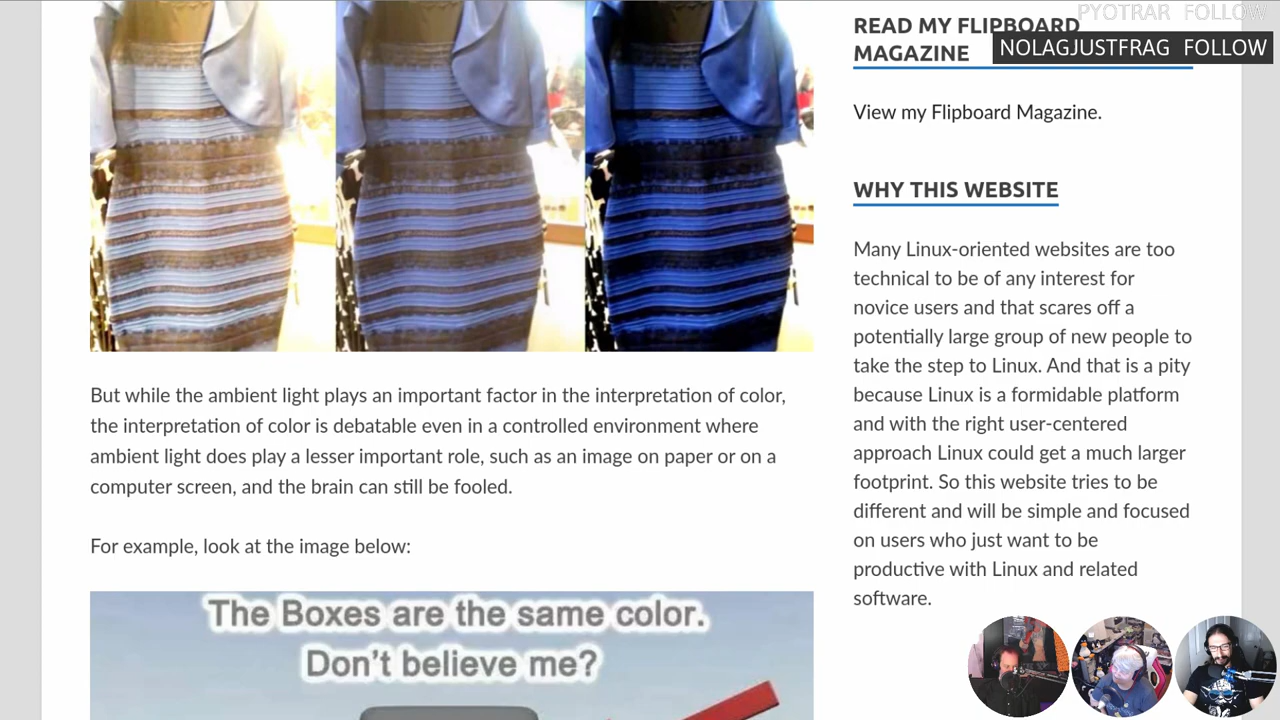 PYOTRAR FOLLOW
NOLAGJUSTFRAG FOLLOW
But while the ambient light plays an important factor in the interpretation of color,
the interpretation of color is debatable even in a controlled environment where
ambient light does play a lesser important role, such as an image on paper or on a
computer screen, and the brain can still be fooled.
For example, look at the image below:
The Boxes are the same color.
Don't believe me?
READ MY FLIPBOARD
MAGAZINE
View my Flipboard Magazine.
WHY THIS WEBSITE
Many Linux-oriented websites are too
technical to be of any interest for
novice users and that scares off a
potentially large group of new people to
take the step to Linux. And that is a pity
because Linux is a formidable platform
and with the right user-centered
approach Linux could get a much larger
footprint. So this website tries to be
different and will be simple and focused
on users who just want to be
productive with Linux and related
software.